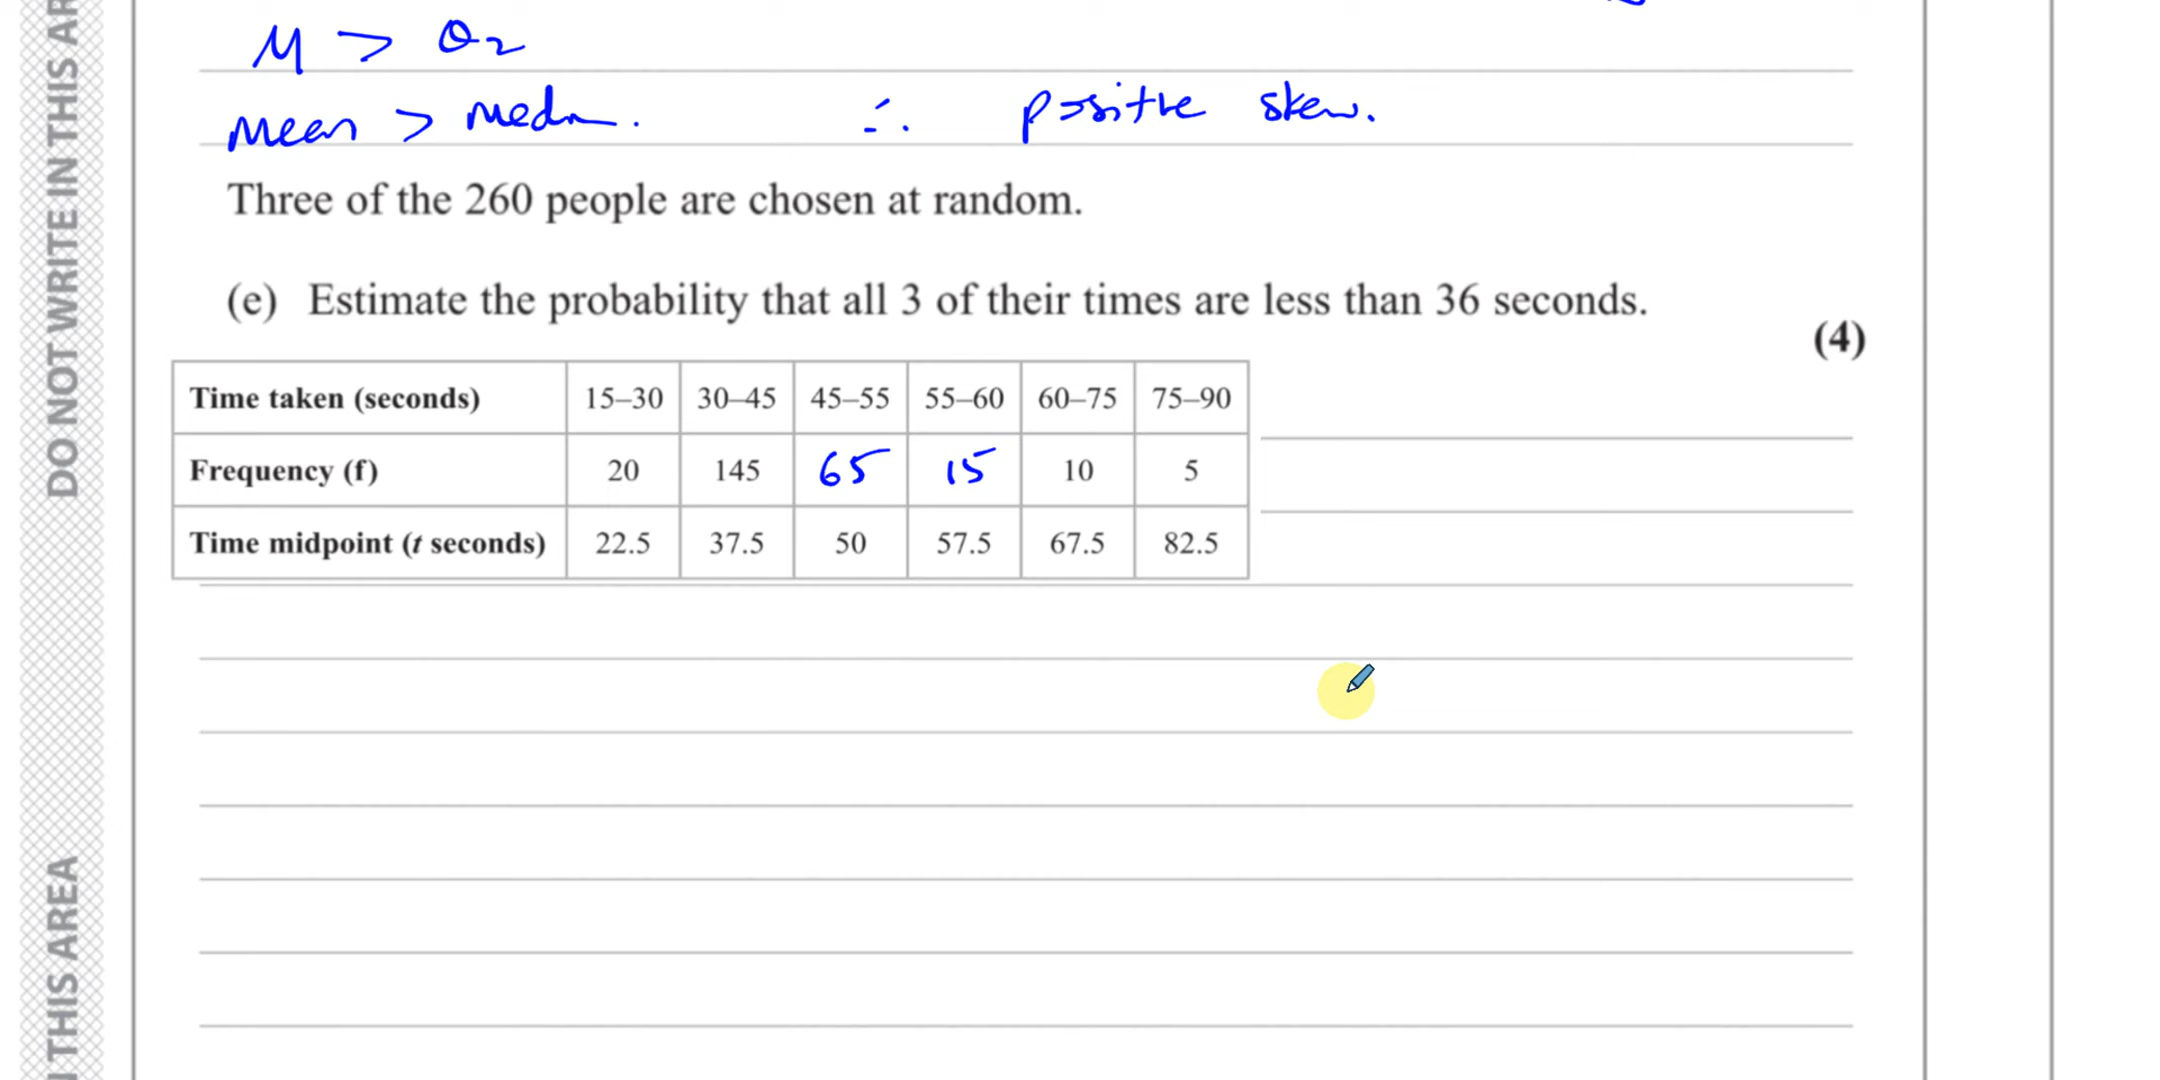 DO NOT WRITE IN THIS AR
M > Q2
mean > medn. ∴ positive skew.
Three of the 260 people are chosen at random.
(e) Estimate the probability that all 3 of their times are less than 36 seconds.
(4)
Time taken (seconds) 15–30 30–45 45–55 55–60 60–75 75–90
Frequency (f) 20 145 65 15 10 5
Time midpoint (t seconds) 22.5 37.5 50 57.5 67.5 82.5
THIS AREA